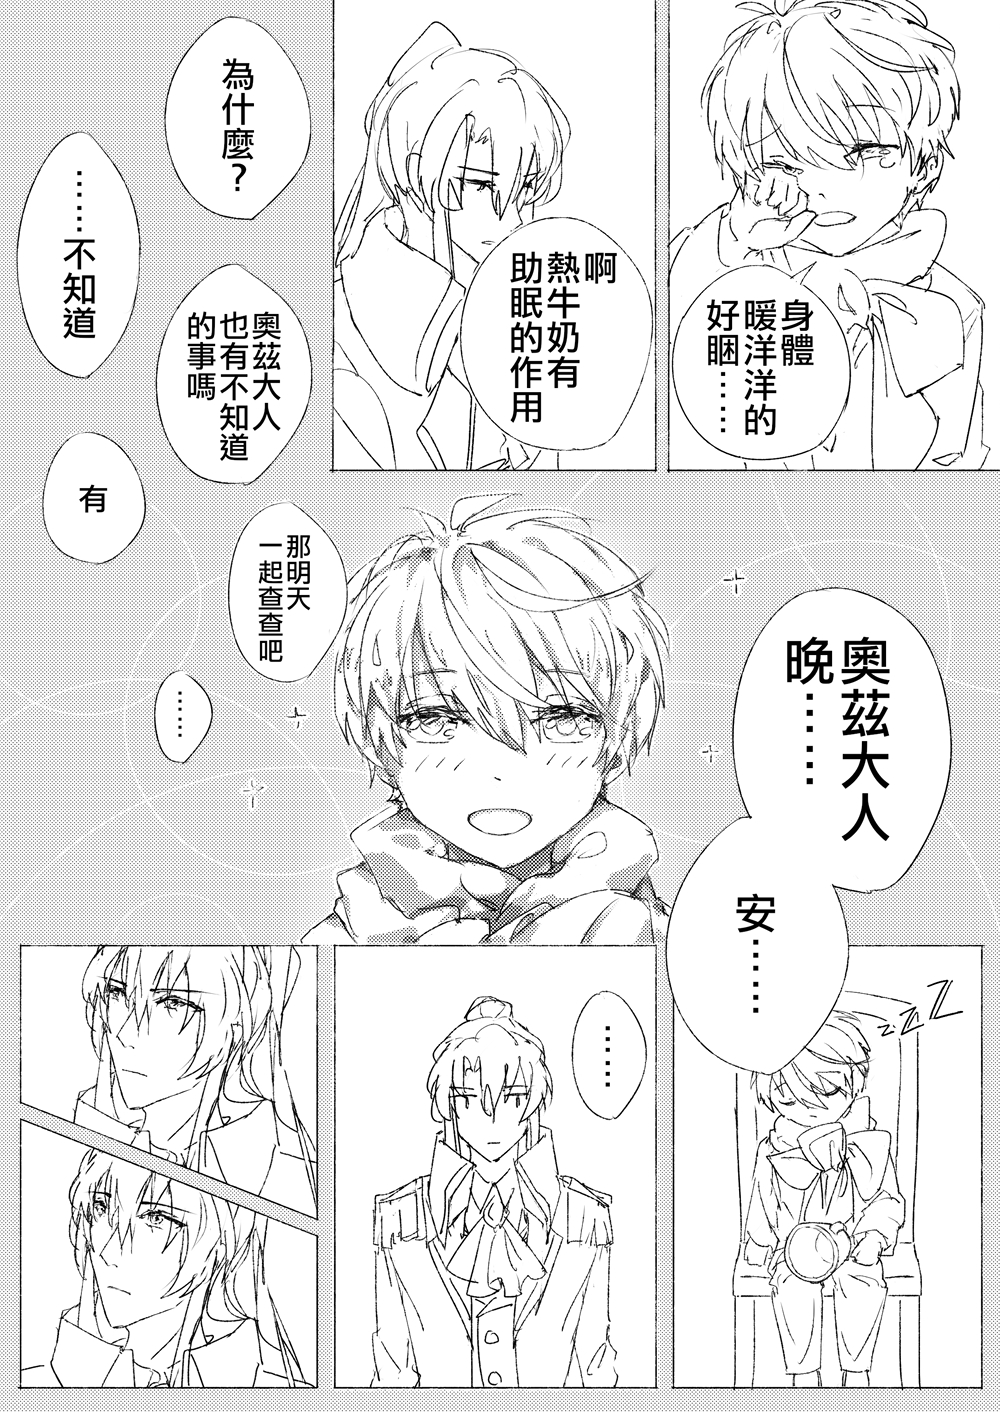 身體
暖洋洋的
好睏……
啊
熱牛奶有
助眠的作用
為什麼？
……不知道
奧茲大人
也有不知道
的事嗎
有
那明天
一起查查吧
……
奧茲大人
晚……
安……
zZZ
……